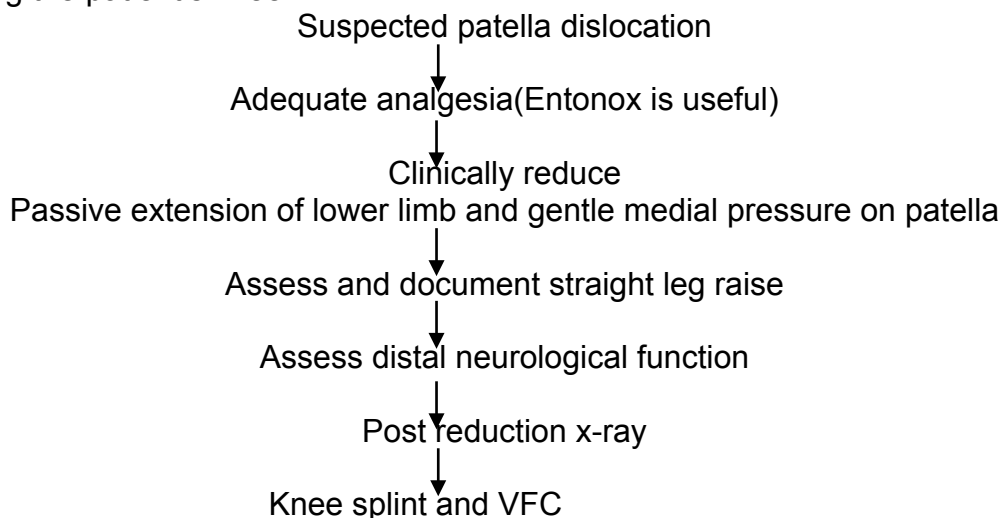 Suspected patella dislocation
Adequate analgesia(Entonox is useful)
Clinically reduce
Passive extension of lower limb and gentle medial pressure on patella
Assess and document straight leg raise
Assess distal neurological function
Post reduction x-ray
Knee splint and VFC